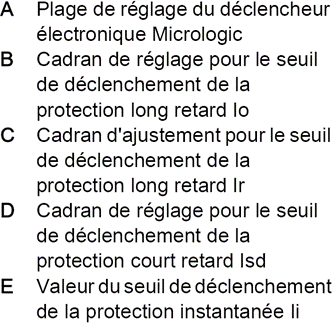 A Plage de réglage du déclencheur
électronique Micrologic
B Cadran de réglage pour le seuil
de déclenchement de la
protection long retard Io
C Cadran d'ajustement pour le seuil
de déclenchement de la
protection long retard Ir
D Cadran de réglage pour le seuil
de déclenchement de la
protection court retard Isd
E Valeur du seuil de déclenchement
de la protection instantanée Ii